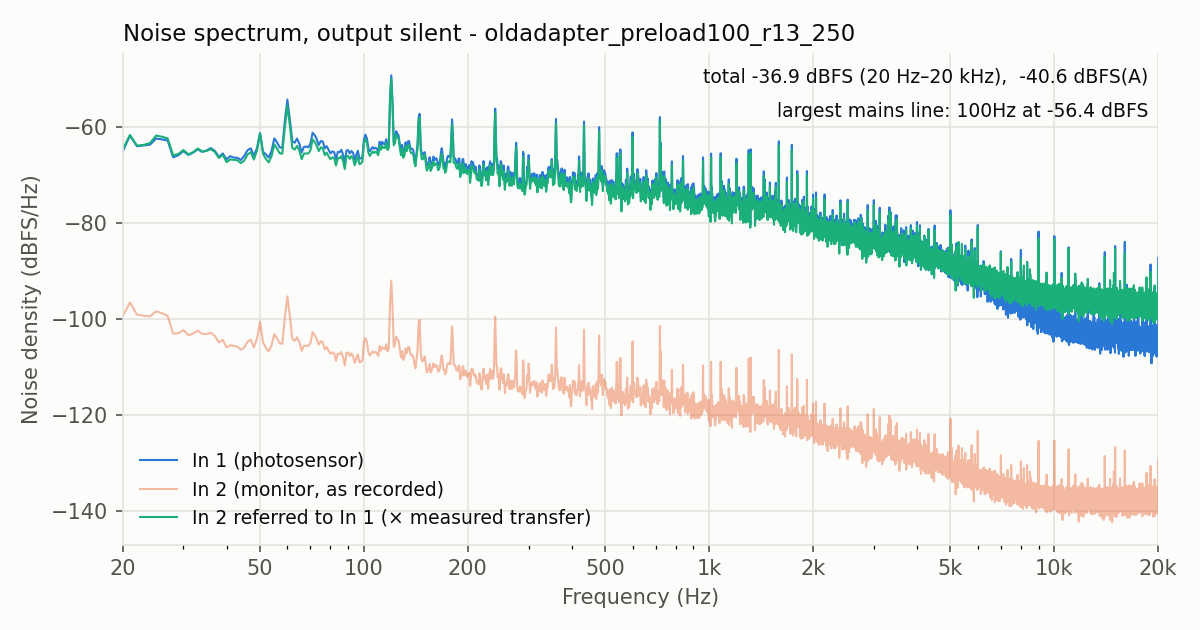 Noise spectrum, output silent - oldadapter_preload100_r13_250
total -36.9 dBFS (20 Hz–20 kHz),  -40.6 dBFS(A)
largest mains line: 100Hz at -56.4 dBFS
Noise density (dBFS/Hz)
−60
−80
−100
−120
−140
In 1 (photosensor)
In 2 (monitor, as recorded)
In 2 referred to In 1 (× measured transfer)
20 50 100 200 500 1k 2k 5k 10k 20k
Frequency (Hz)